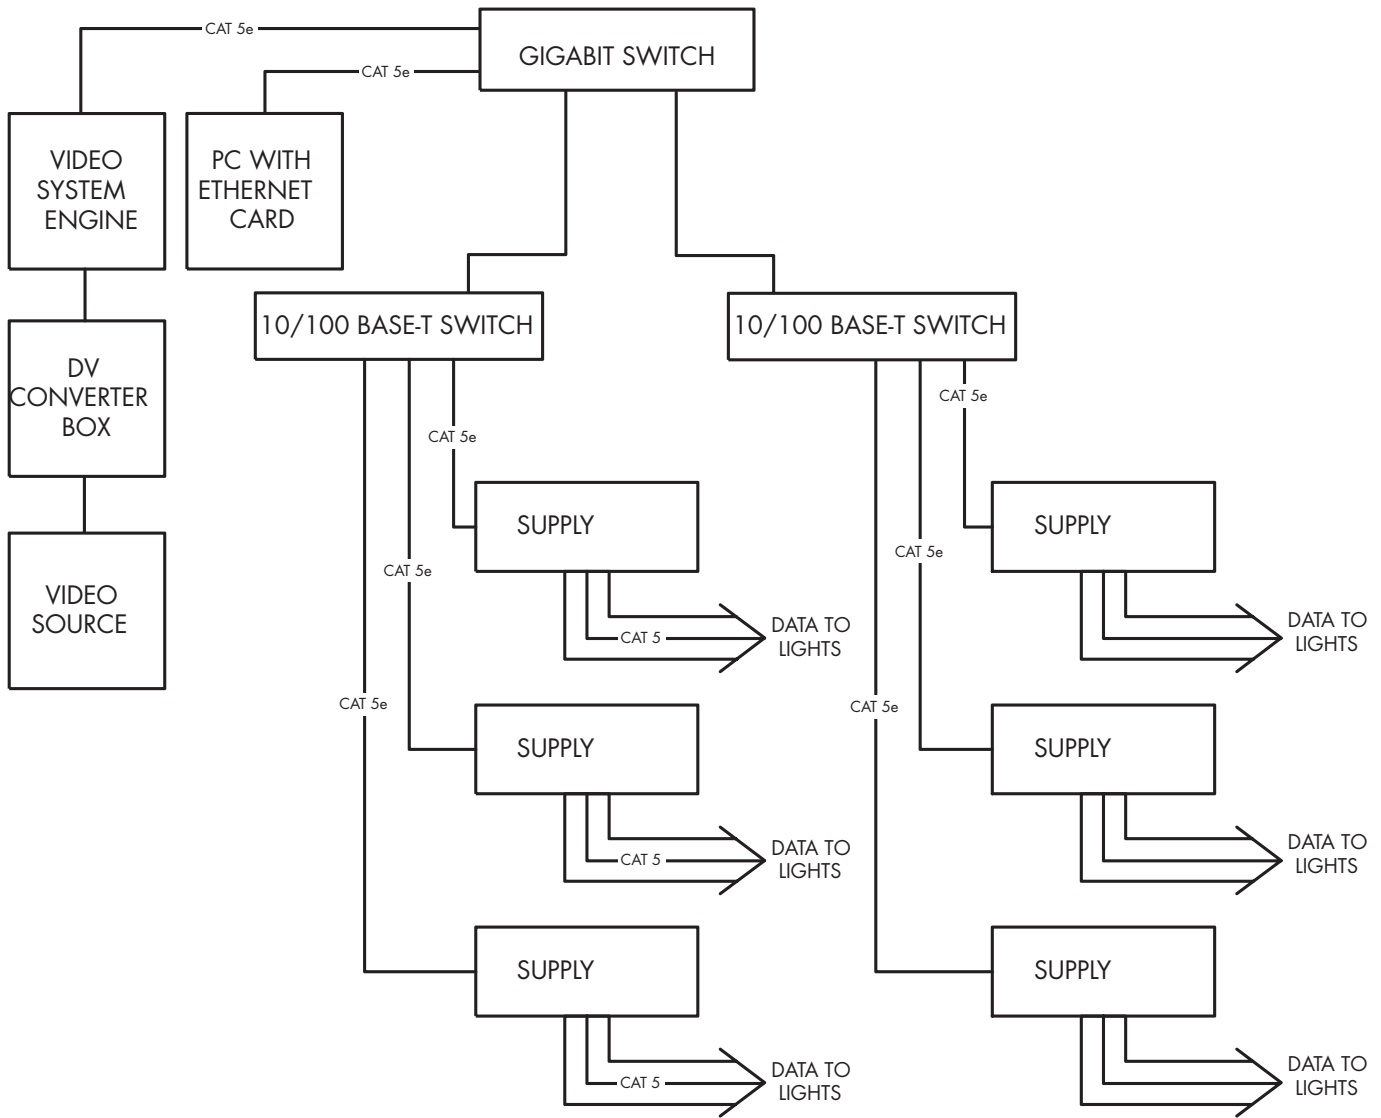 CAT 5e
GIGABIT SWITCH
CAT 5e
VIDEO
SYSTEM
ENGINE
PC WITH
ETHERNET
CARD
10/100 BASE-T SWITCH
10/100 BASE-T SWITCH
DV
CONVERTER
BOX
CAT 5e
CAT 5e
SUPPLY
SUPPLY
CAT 5e
CAT 5e
VIDEO
SOURCE
CAT 5
DATA TO
LIGHTS
DATA TO
LIGHTS
CAT 5e
CAT 5e
SUPPLY
SUPPLY
CAT 5
DATA TO
LIGHTS
DATA TO
LIGHTS
SUPPLY
SUPPLY
CAT 5
DATA TO
LIGHTS
DATA TO
LIGHTS